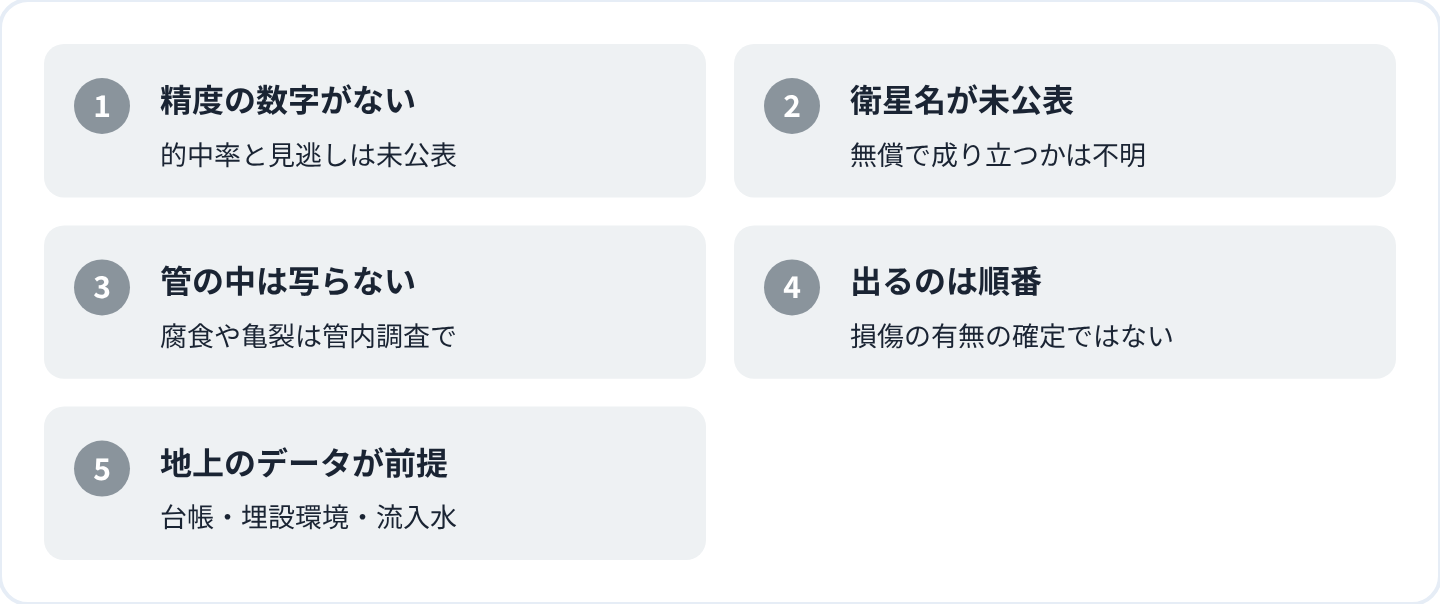 1
精度の数字がない
的中率と見逃しは未公表
2
衛星名が未公表
無償で成り立つかは不明
3
管の中は写らない
腐食や亀裂は管内調査で
4
出るのは順番
損傷の有無の確定ではない
5
地上のデータが前提
台帳・埋設環境・流入水